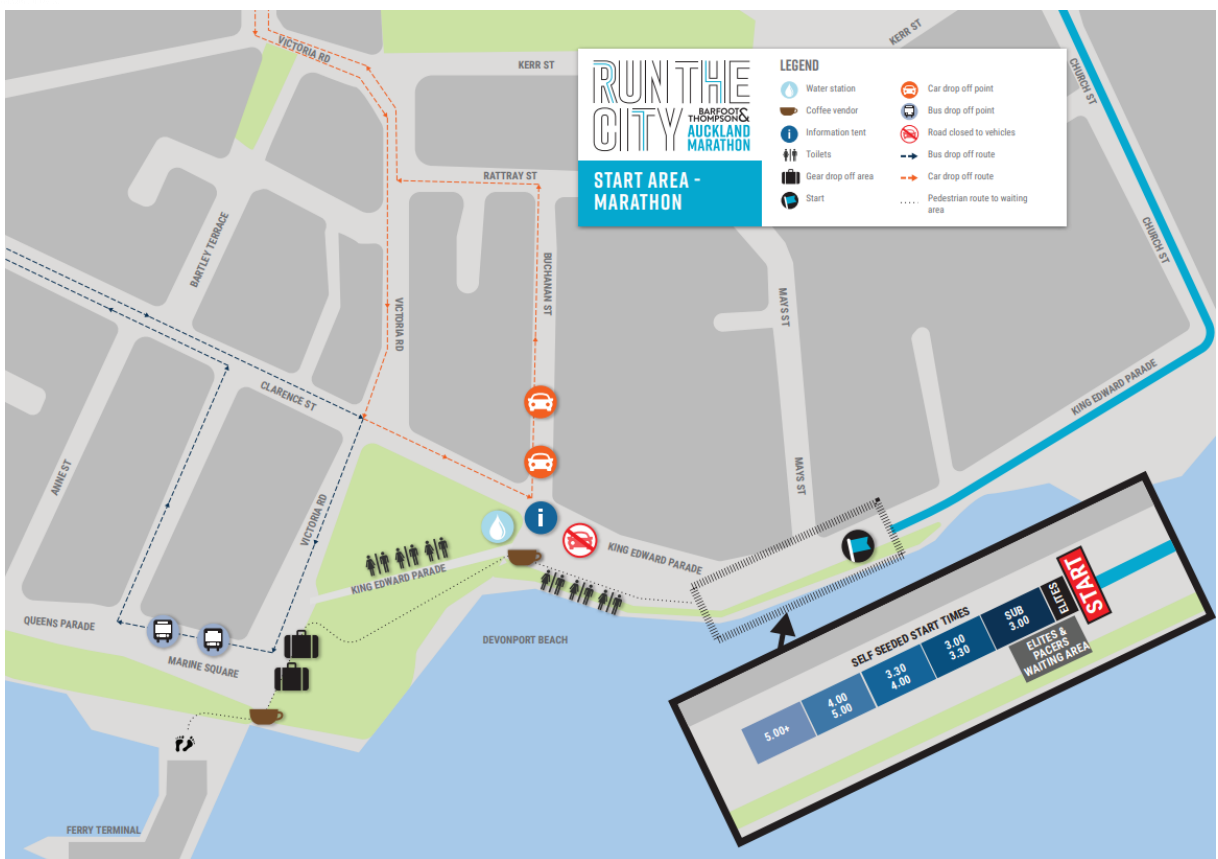 VICTORIA RD
KERR ST
KERR ST
CHURCH ST
RUN THE
CITY
BARFOOT&
THOMPSON
AUCKLAND
MARATHON
START AREA -
MARATHON
LEGEND
Water station
Coffee vendor
Information tent
Toilets
Gear drop off area
Start
Car drop off point
Bus drop off point
Road closed to vehicles
Bus drop off route
Car drop off route
Pedestrian route to waiting
area
RATTRAY ST
BARTLEY TERRACE
BUCHANAN ST
CHURCH ST
VICTORIA RD
MAYS ST
CLARENCE ST
KING EDWARD PARADE
ANNE ST
VICTORIA RD
MAYS ST
i
KING EDWARD PARADE
KING EDWARD PARADE
QUEENS PARADE
MARINE SQUARE
DEVONPORT BEACH
FERRY TERMINAL
SELF SEEDED START TIMES
5.00+
4.00
5.00
3.30
4.00
3.00
3.30
SUB
3.00
ELITES
START
ELITES &
PACERS
WAITING AREA